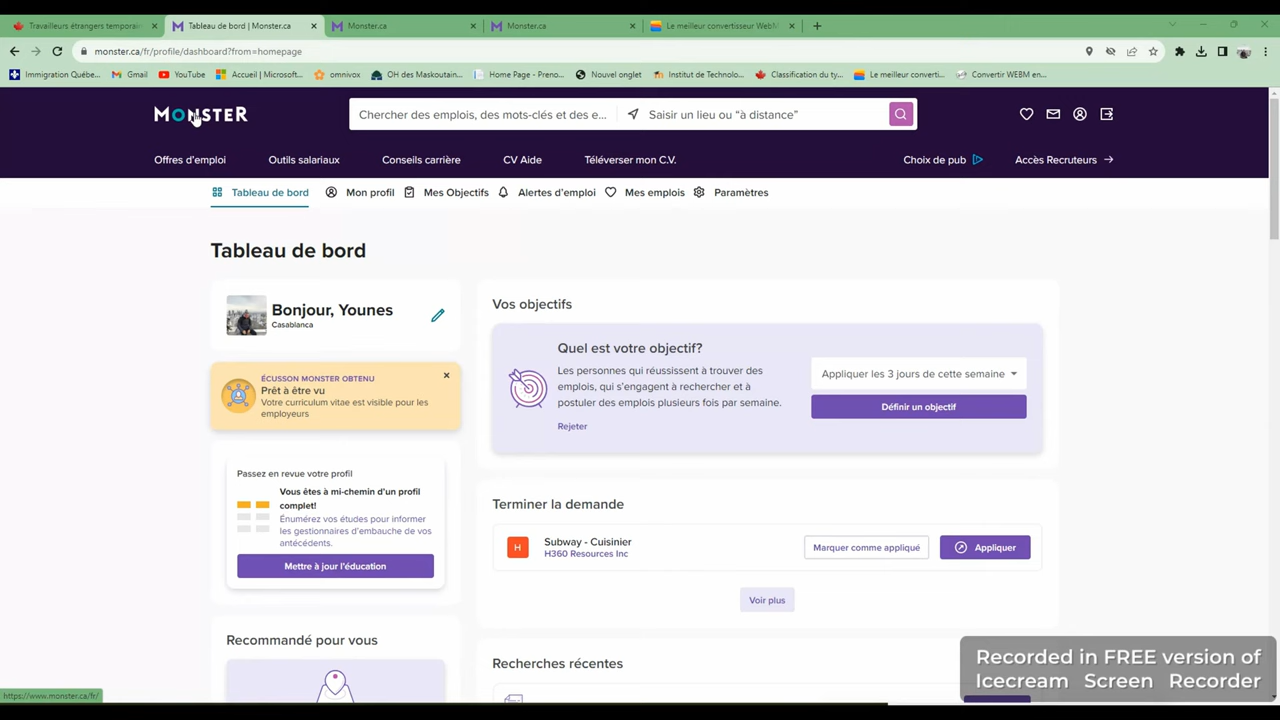 Travailleurs étrangers temporai
Tableau de bord | Monster.ca
Monster.ca
Monster.ca
Le meilleur convertisseur WebM
monster.ca/fr/profile/dashboard?from=homepage
Immigration Québe...
Gmail
YouTube
Accueil | Microsoft...
omnivox
OH des Maskoutain...
Home Page - Preno...
Nouvel onglet
Institut de Technolo...
Classification du ty...
Le meilleur converti...
Convertir WEBM en...
MONSTER
Chercher des emplois, des mots-clés et des e...
Saisir un lieu ou “à distance”
Offres d'emploi
Outils salariaux
Conseils carrière
CV Aide
Téléverser mon C.V.
Choix de pub
Accès Recruteurs
Tableau de bord
Mon profil
Mes Objectifs
Alertes d'emploi
Mes emplois
Paramètres
Tableau de bord
Bonjour, Younes
Casablanca
ÉCUSSON MONSTER OBTENU
Prêt à être vu
Votre curriculum vitae est visible pour les
employeurs
Passez en revue votre profil
Vous êtes à mi-chemin d'un profil
complet!
Énumérez vos études pour informer
les gestionnaires d'embauche de vos
antécédents.
Mettre à jour l'éducation
Recommandé pour vous
Vos objectifs
Quel est votre objectif?
Les personnes qui réussissent à trouver des
emplois, qui s'engagent à rechercher et à
postuler des emplois plusieurs fois par semaine.
Rejeter
Appliquer les 3 jours de cette semaine
Définir un objectif
Terminer la demande
H
Subway - Cuisinier
H360 Resources Inc
Marquer comme appliqué
Appliquer
Voir plus
Recherches récentes
https://www.monster.ca/fr/
Recorded in FREE version of
Icecream Screen Recorder